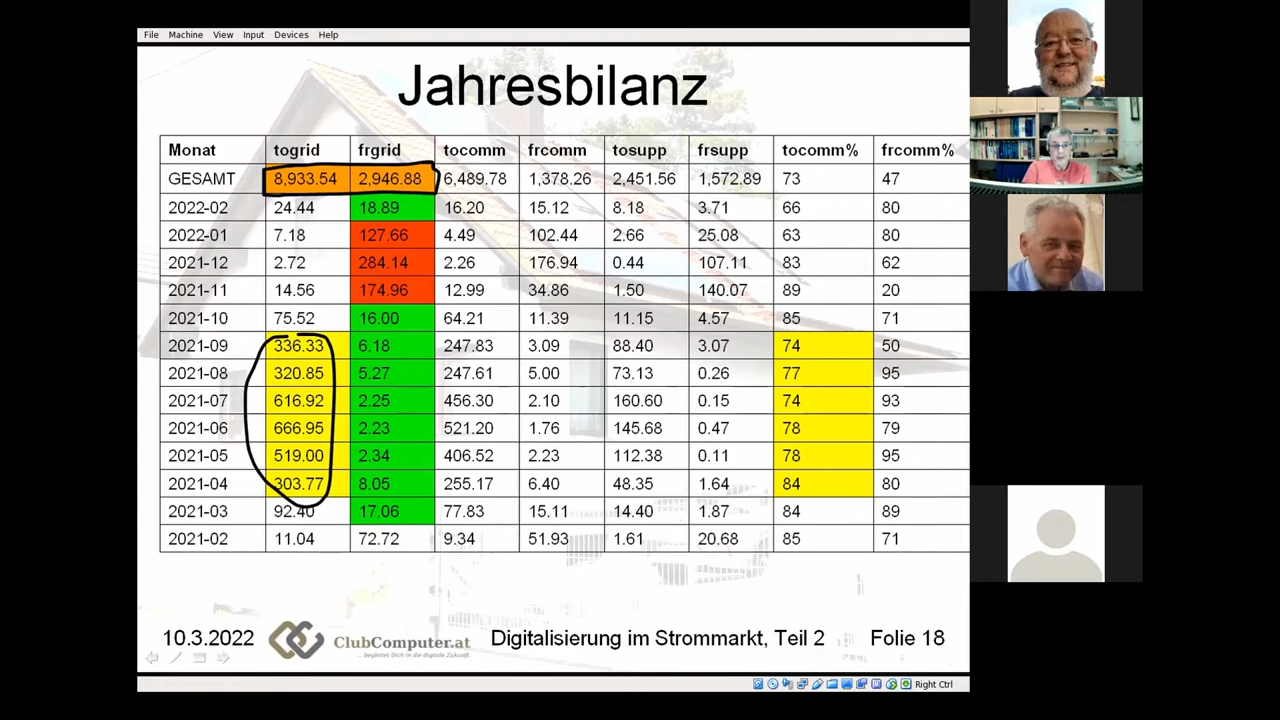 File Machine View Input Devices Help
Jahresbilanz
Monat togrid frgrid tocomm frcomm tosupp frsupp tocomm% frcomm%
GESAMT 8,933.54 2,946.88 6,489.78 1,378.26 2,451.56 1,572.89 73 47
2022-02 24.44 18.89 16.20 15.12 8.18 3.71 66 80
2022-01 7.18 127.66 4.49 102.44 2.66 25.08 63 80
2021-12 2.72 284.14 2.26 176.94 0.44 107.11 83 62
2021-11 14.56 174.96 12.99 34.86 1.50 140.07 89 20
2021-10 75.52 16.00 64.21 11.39 11.15 4.57 85 71
2021-09 336.33 6.18 247.83 3.09 88.40 3.07 74 50
2021-08 320.85 5.27 247.61 5.00 73.13 0.26 77 95
2021-07 616.92 2.25 456.30 2.10 160.60 0.15 74 93
2021-06 666.95 2.23 521.20 1.76 145.68 0.47 78 79
2021-05 519.00 2.34 406.52 2.23 112.38 0.11 78 95
2021-04 303.77 8.05 255.17 6.40 48.35 1.64 84 80
2021-03 92.40 17.06 77.83 15.11 14.40 1.87 84 89
2021-02 11.04 72.72 9.34 51.93 1.61 20.68 85 71
10.3.2022 ClubComputer.at Digitalisierung im Strommarkt, Teil 2 Folie 18
... begleitet Dich in die digitale Zukunft.
Right Ctrl